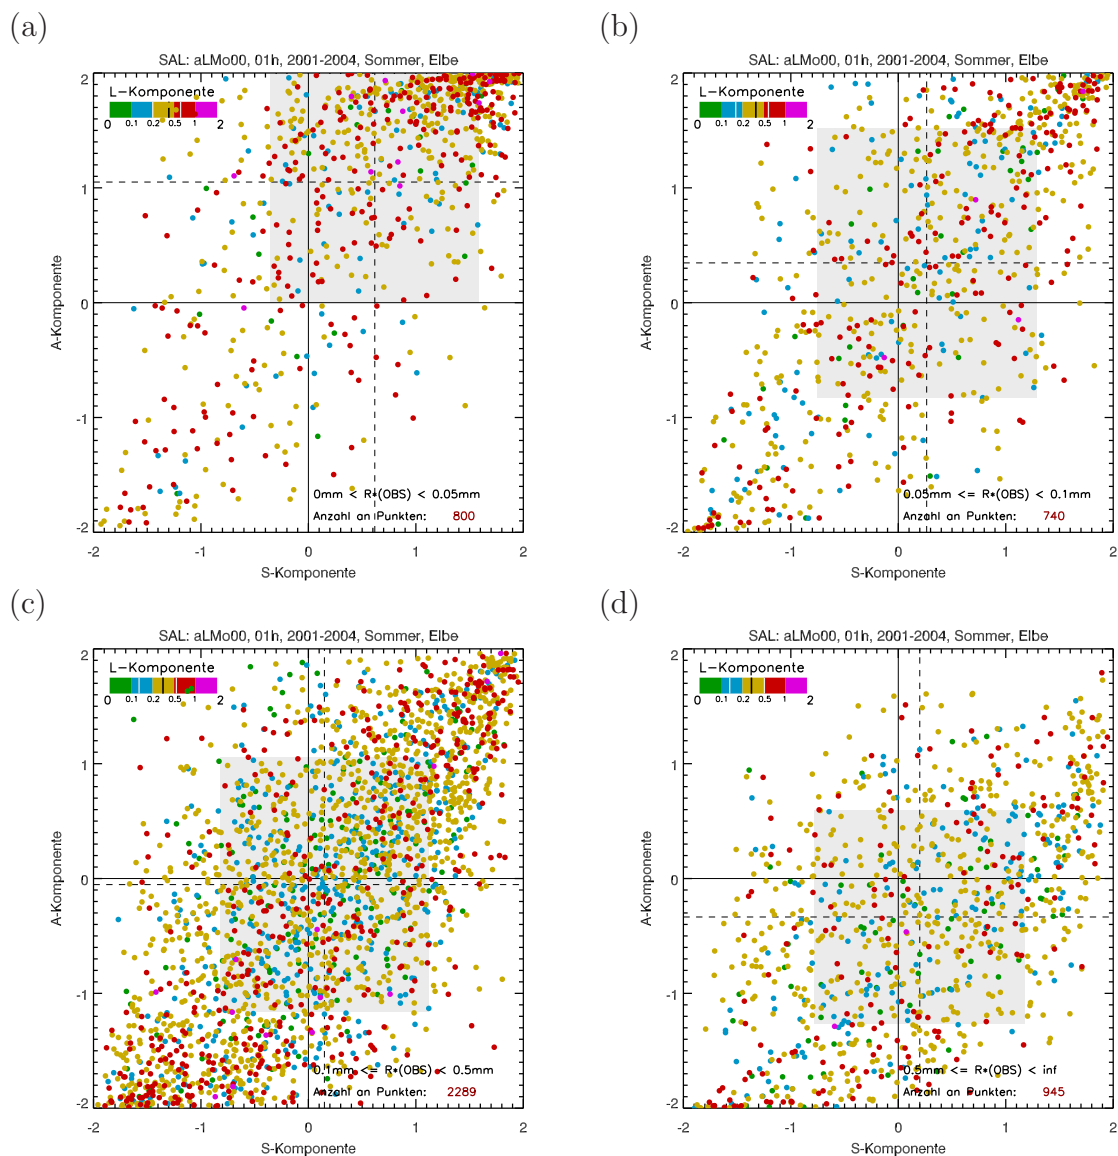 (a)
SAL: aLMo00, 01h, 2001-2004, Sommer, Elbe
L-Komponente
0 0.1 0.2 0.5 1 2
2
1
0
-1
-2
A-Komponente
0mm < R*(OBS) < 0.05mm
Anzahl an Punkten: 800
-2 -1 0 1 2
S-Komponente
(b)
SAL: aLMo00, 01h, 2001-2004, Sommer, Elbe
L-Komponente
0 0.1 0.2 0.5 1 2
2
1
0
-1
-2
A-Komponente
0.05mm <= R*(OBS) < 0.1mm
Anzahl an Punkten: 740
-2 -1 0 1 2
S-Komponente
(c)
SAL: aLMo00, 01h, 2001-2004, Sommer, Elbe
L-Komponente
0 0.1 0.2 0.5 1 2
2
1
0
-1
-2
A-Komponente
0.1mm <= R*(OBS) < 0.5mm
Anzahl an Punkten: 2289
-2 -1 0 1 2
S-Komponente
(d)
SAL: aLMo00, 01h, 2001-2004, Sommer, Elbe
L-Komponente
0 0.1 0.2 0.5 1 2
2
1
0
-1
-2
A-Komponente
0.5mm <= R*(OBS) < inf
Anzahl an Punkten: 945
-2 -1 0 1 2
S-Komponente